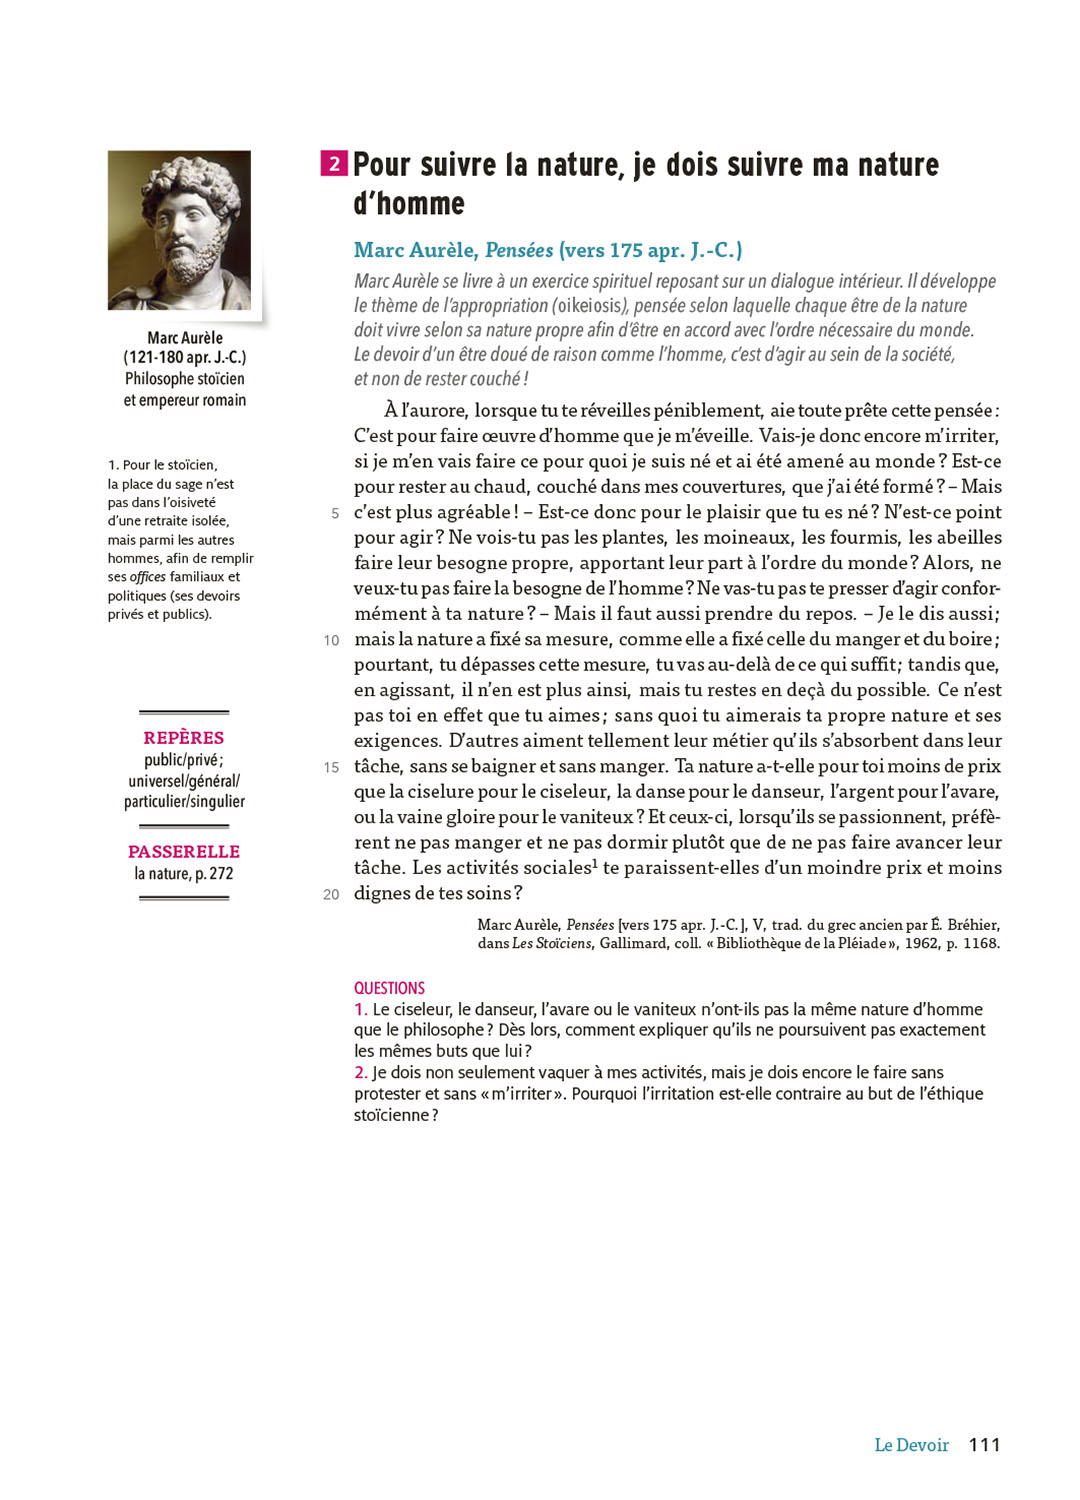 2 Pour suivre la nature, je dois suivre ma nature
d’homme
Marc Aurèle, Pensées (vers 175 apr. J.-C.)
Marc Aurèle se livre à un exercice spirituel reposant sur un dialogue intérieur. Il développe
le thème de l’appropriation (oikeiosis), pensée selon laquelle chaque être de la nature
doit vivre selon sa nature propre afin d’être en accord avec l’ordre nécessaire du monde.
Le devoir d’un être doué de raison comme l’homme, c’est d’agir au sein de la société,
et non de rester couché !
Marc Aurèle
(121-180 apr. J.-C.)
Philosophe stoïcien
et empereur romain
1. Pour le stoïcien,
la place du sage n’est
pas dans l’oisiveté
d’une retraite isolée,
mais parmi les autres
hommes, afin de remplir
ses offices familiaux et
politiques (ses devoirs
privés et publics).
REPÈRES
public/privé ;
universel/général/
particulier/singulier
PASSERELLE
la nature, p. 272
À l’aurore, lorsque tu te réveilles péniblement, aie toute prête cette pensée :
C’est pour faire œuvre d’homme que je m’éveille. Vais-je donc encore m’irriter,
si je m’en vais faire ce pour quoi je suis né et ai été amené au monde ? Est-ce
pour rester au chaud, couché dans mes couvertures, que j’ai été formé ? – Mais
5 c’est plus agréable ! – Est-ce donc pour le plaisir que tu es né ? N’est-ce point
pour agir ? Ne vois-tu pas les plantes, les moineaux, les fourmis, les abeilles
faire leur besogne propre, apportant leur part à l’ordre du monde ? Alors, ne
veux-tu pas faire la besogne de l’homme ? Ne vas-tu pas te presser d’agir confor-
mément à ta nature ? – Mais il faut aussi prendre du repos. – Je le dis aussi ;
10 mais la nature a fixé sa mesure, comme elle a fixé celle du manger et du boire ;
pourtant, tu dépasses cette mesure, tu vas au-delà de ce qui suffit ; tandis que,
en agissant, il n’en est plus ainsi, mais tu restes en deçà du possible. Ce n’est
pas toi en effet que tu aimes ; sans quoi tu aimerais ta propre nature et ses
exigences. D’autres aiment tellement leur métier qu’ils s’absorbent dans leur
15 tâche, sans se baigner et sans manger. Ta nature a-t-elle pour toi moins de prix
que la ciselure pour le ciseleur, la danse pour le danseur, l’argent pour l’avare,
ou la vaine gloire pour le vaniteux ? Et ceux-ci, lorsqu’ils se passionnent, préfè-
rent ne pas manger et ne pas dormir plutôt que de ne pas faire avancer leur
tâche. Les activités sociales¹ te paraissent-elles d’un moindre prix et moins
20 dignes de tes soins ?
Marc Aurèle, Pensées [vers 175 apr. J.-C.], V, trad. du grec ancien par É. Bréhier,
dans Les Stoïciens, Gallimard, coll. « Bibliothèque de la Pléiade », 1962, p. 1168.
QUESTIONS
1. Le ciseleur, le danseur, l’avare ou le vaniteux n’ont-ils pas la même nature d’homme
que le philosophe ? Dès lors, comment expliquer qu’ils ne poursuivent pas exactement
les mêmes buts que lui ?
2. Je dois non seulement vaquer à mes activités, mais je dois encore le faire sans
protester et sans « m’irriter ». Pourquoi l’irritation est-elle contraire au but de l’éthique
stoïcienne ?
Le Devoir 111